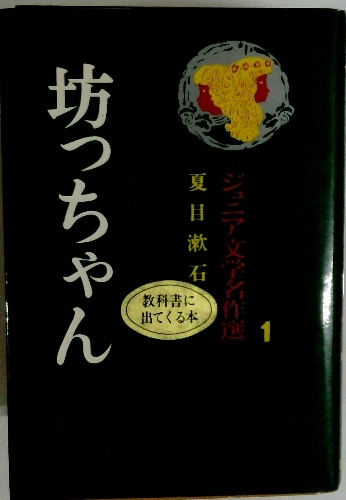 ジュニア文学名作選
1
夏目漱石
教科書に
出てくる本
坊っちゃん